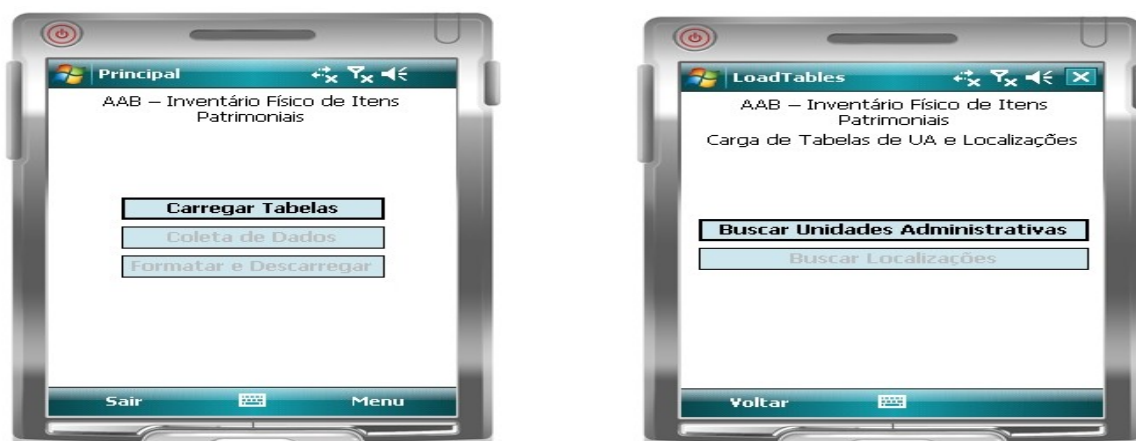 Principal
AAB – Inventário Físico de Itens
Patrimoniais
Carregar Tabelas
Coleta de Dados
Formatar e Descarregar
Sair
Menu
LoadTables
AAB – Inventário Físico de Itens
Patrimoniais
Carga de Tabelas de UA e Localizações
Buscar Unidades Administrativas
Buscar Localizações
Voltar